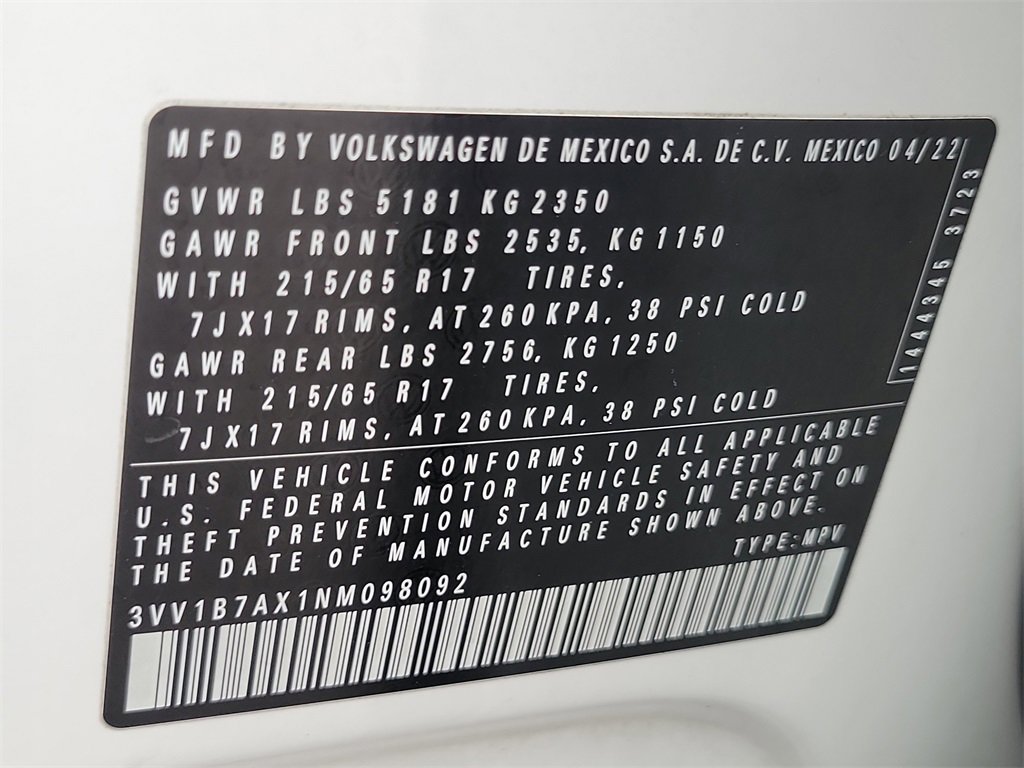 MFD BY VOLKSWAGEN DE MEXICO S.A. DE C.V. MEXICO 04/22
GVWR LBS 5181 KG 2350
GAWR FRONT LBS 2535, KG 1150
WITH 215/65 R17 TIRES,
7JX17 RIMS, AT 260 KPA, 38 PSI COLD
GAWR REAR LBS 2756, KG 1250
WITH 215/65 R17 TIRES,
7JX17 RIMS, AT 260 KPA, 38 PSI COLD
1444345 3723
THIS VEHICLE CONFORMS TO ALL APPLICABLE
U.S. FEDERAL MOTOR VEHICLE SAFETY AND
THEFT PREVENTION STANDARDS IN EFFECT ON
THE DATE OF MANUFACTURE SHOWN ABOVE.
TYPE: MPV
3VV1B7AX1NM098092